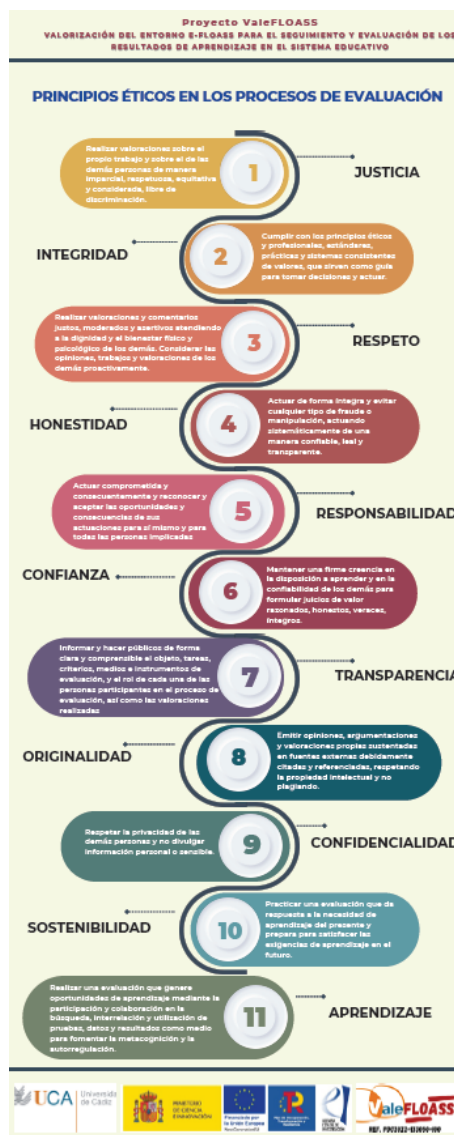 Proyecto ValeFLOASS
VALORIZACIÓN DEL ENTORNO E-FLOASS PARA EL SEGUIMIENTO Y EVALUACIÓN DE LOS
RESULTADOS DE APRENDIZAJE EN EL SISTEMA EDUCATIVO
PRINCIPIOS ÉTICOS EN LOS PROCESOS DE EVALUACIÓN
Realizar valoraciones sobre el
propio trabajo y sobre el de las
demás personas de manera
imparcial, respetuosa, equitativa
y considerada, libre de
discriminación.
1
JUSTICIA
INTEGRIDAD
2
Cumplir con los principios éticos
y profesionales, estándares,
prácticas y sistemas consistentes
de valores, que sirven como guía
para tomar decisiones y actuar.
Realizar valoraciones y comentarios
justos, moderados y asertivos atendiendo
a la dignidad y el bienestar físico y
psicológico de los demás. Considerar las
opiniones, trabajos y valoraciones de los
demás proactivamente.
3
RESPETO
HONESTIDAD
4
Actuar de forma íntegra y evitar
cualquier tipo de fraude o
manipulación, actuando
sistemáticamente de una
manera confiable, leal y
transparente.
Actuar comprometida y
consecuentemente y reconocer y
aceptar las oportunidades y
consecuencias de sus
actuaciones para sí mismo y para
todas las personas implicadas
5
RESPONSABILIDAD
CONFIANZA
6
Mantener una firme creencia en
la disposición a aprender y en la
confiabilidad de los demás para
formular juicios de valor
razonados, honestos, veraces,
íntegros.
Informar y hacer públicos de forma
clara y comprensible el objeto, tareas,
criterios, medios e instrumentos de
evaluación, y el rol de cada una de las
personas participantes en el proceso de
evaluación, así como las valoraciones
realizadas
7
TRANSPARENCIA
ORIGINALIDAD
8
Emitir opiniones, argumentaciones
y valoraciones propias sustentadas
en fuentes externas debidamente
citadas y referenciadas, respetando
la propiedad intelectual y no
plagiando.
Respetar la privacidad de las
demás personas y no divulgar
información personal o sensible.
9
CONFIDENCIALIDAD
SOSTENIBILIDAD
10
Practicar una evaluación que da
respuesta a la necesidad de
aprendizaje del presente y
prepara para satisfacer las
exigencias de aprendizaje en el
futuro.
Realizar una evaluación que genere
oportunidades de aprendizaje mediante la
participación y colaboración en la
búsqueda, interrelación y utilización de
pruebas, datos y resultados como medio
para fomentar la metacognición y la
autorregulación.
11
APRENDIZAJE
UCA
Universidad
de Cádiz
MINISTERIO
DE CIENCIA
E INNOVACIÓN
Financiado por
la Unión Europea
ValeFLOASS